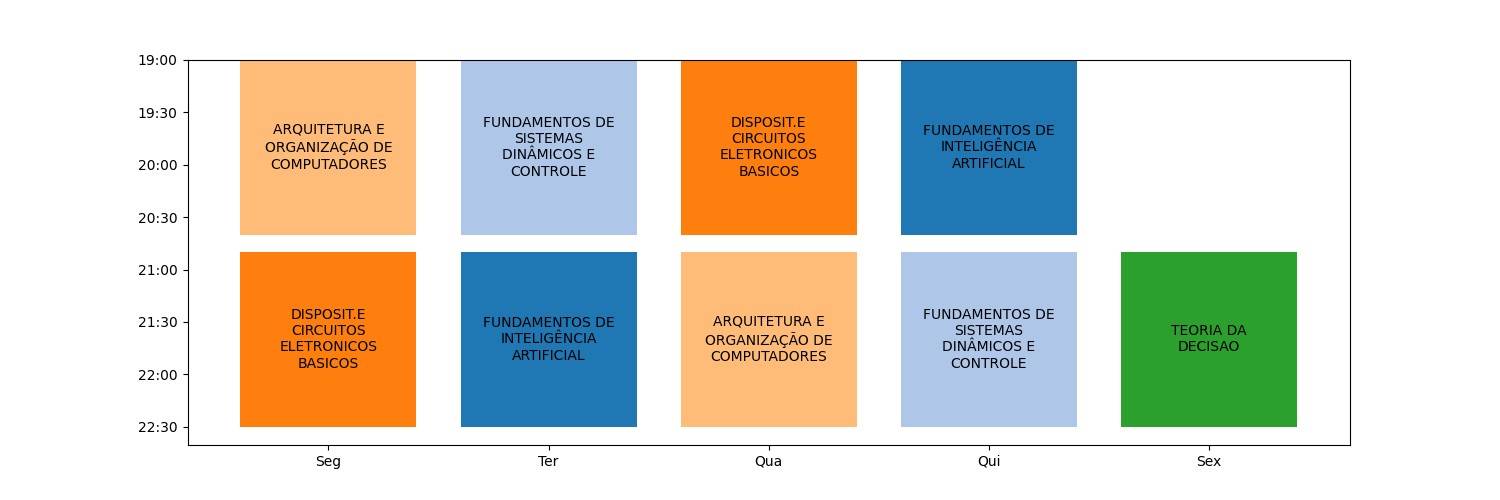 19:00
19:30
20:00
20:30
21:00
21:30
22:00
22:30
ARQUITETURA E
ORGANIZAÇÃO DE
COMPUTADORES
FUNDAMENTOS DE
SISTEMAS
DINÂMICOS E
CONTROLE
DISPOSIT.E
CIRCUITOS
ELETRONICOS
BASICOS
FUNDAMENTOS DE
INTELIGÊNCIA
ARTIFICIAL
DISPOSIT.E
CIRCUITOS
ELETRONICOS
BASICOS
FUNDAMENTOS DE
INTELIGÊNCIA
ARTIFICIAL
ARQUITETURA E
ORGANIZAÇÃO DE
COMPUTADORES
FUNDAMENTOS DE
SISTEMAS
DINÂMICOS E
CONTROLE
TEORIA DA
DECISAO
Seg
Ter
Qua
Qui
Sex